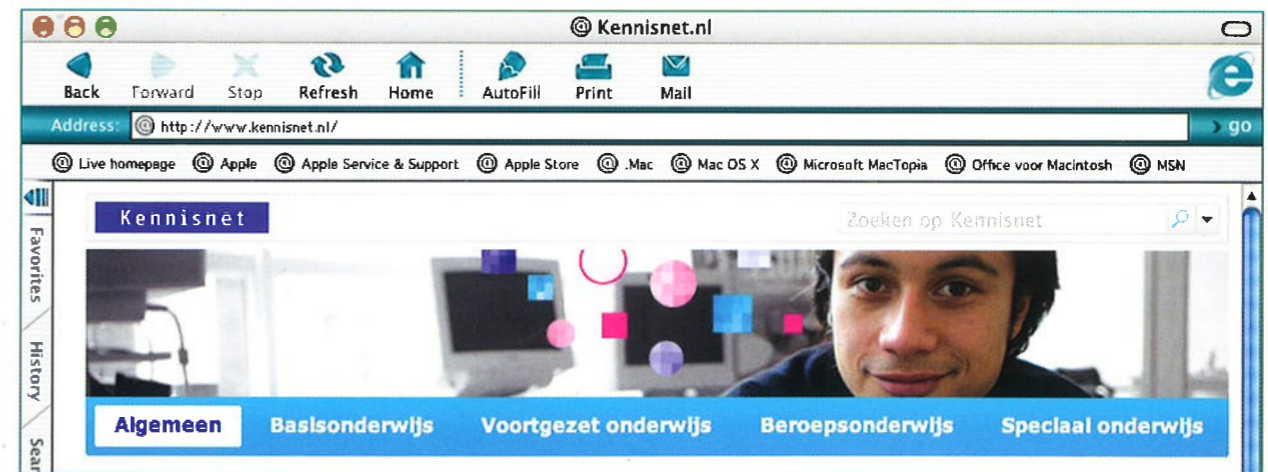 Kennisnet.nl
Back Forward Stop Refresh Home AutoFill Print Mail
Address: http://www.kennisnet.nl/ go
Live homepage Apple Apple Service & Support Apple Store .Mac Mac OS X Microsoft MacTopia Office voor Macintosh MSN
Kennisnet Zoeken op Kennisnet
Favorites
History
Sear
Algemeen Basisonderwijs Voortgezet onderwijs Beroepsonderwijs Speciaal onderwijs